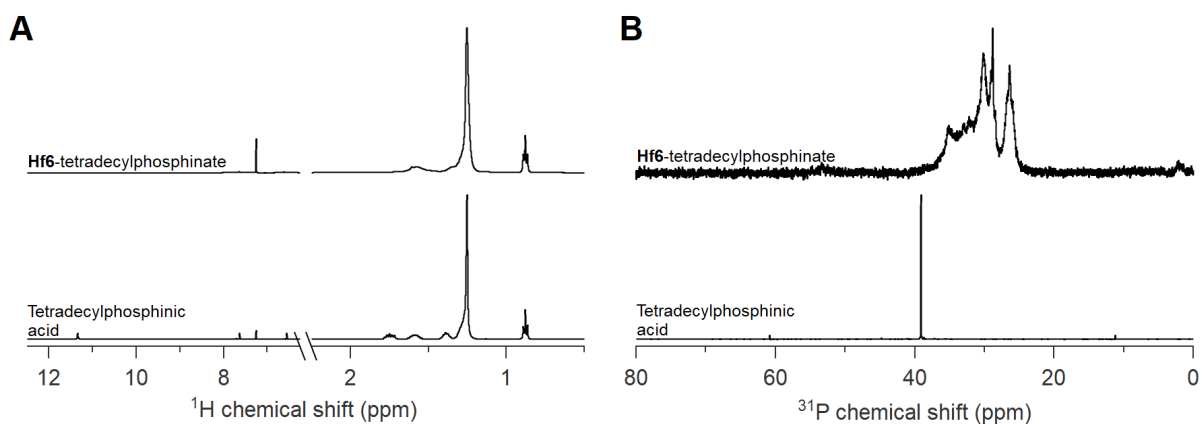 A
B
Hf6-tetradecylphosphinate
Hf6-tetradecylphosphinate
Tetradecylphosphinic
acid
Tetradecylphosphinic
acid
12 10 8 2 1
80 60 40 20 0
¹H chemical shift (ppm)
³¹P chemical shift (ppm)